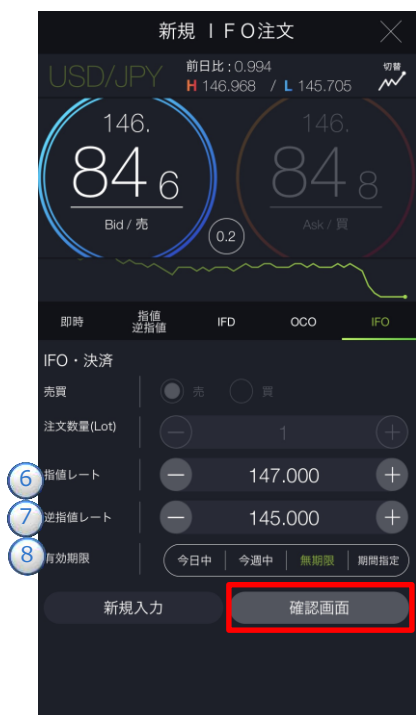 新規 IFO注文
USD/JPY
前日比 : 0.994
H 146.968 / L 145.705
切替
146.
84 6
Bid / 売
0.2
146.
84 8
Ask / 買
即時
指値
逆指値
IFD
OCO
IFO
IFO・決済
売買
売
買
注文数量(Lot)
1
⑥ 指値レート
147.000
⑦ 逆指値レート
145.000
⑧ 有効期限
今日中 今週中 無期限 期間指定
新規入力
確認画面